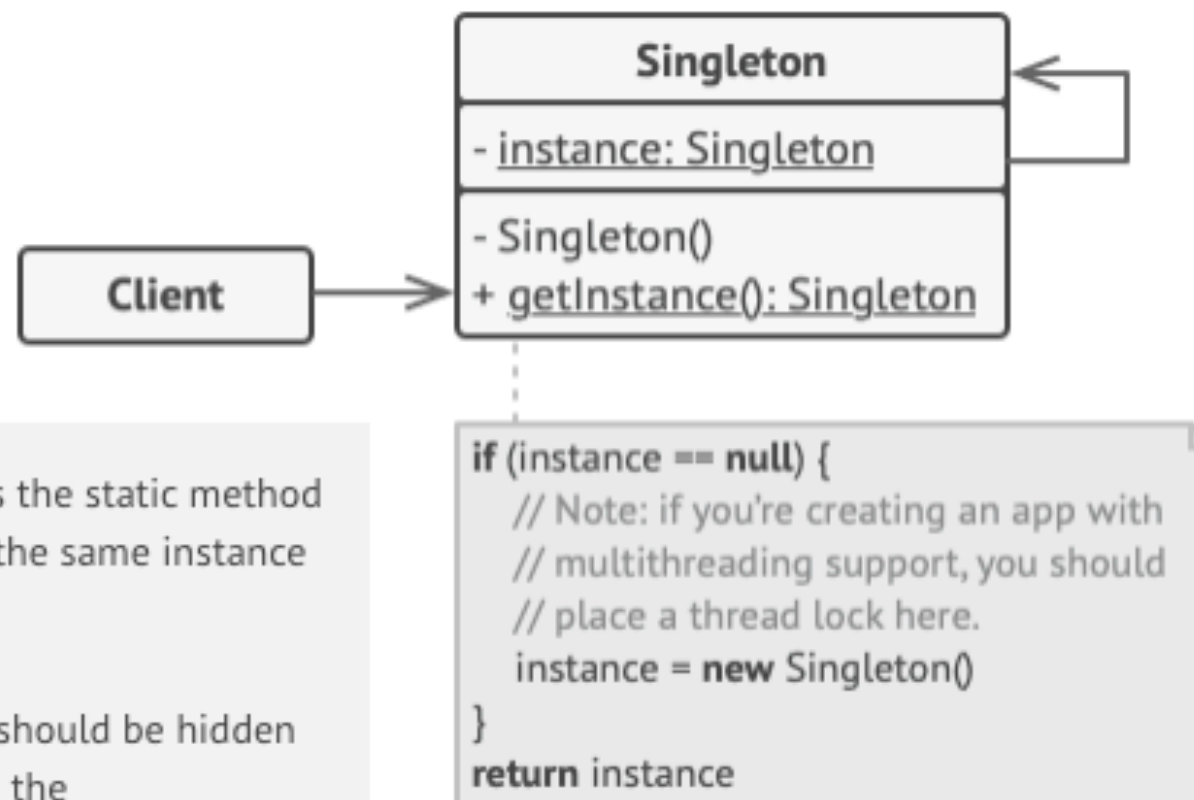 Singleton
- instance: Singleton
- Singleton()
+ getInstance(): Singleton
Client
s the static method
the same instance
should be hidden
the
if (instance == null) {
// Note: if you're creating an app with
// multithreading support, you should
// place a thread lock here.
instance = new Singleton()
}
return instance